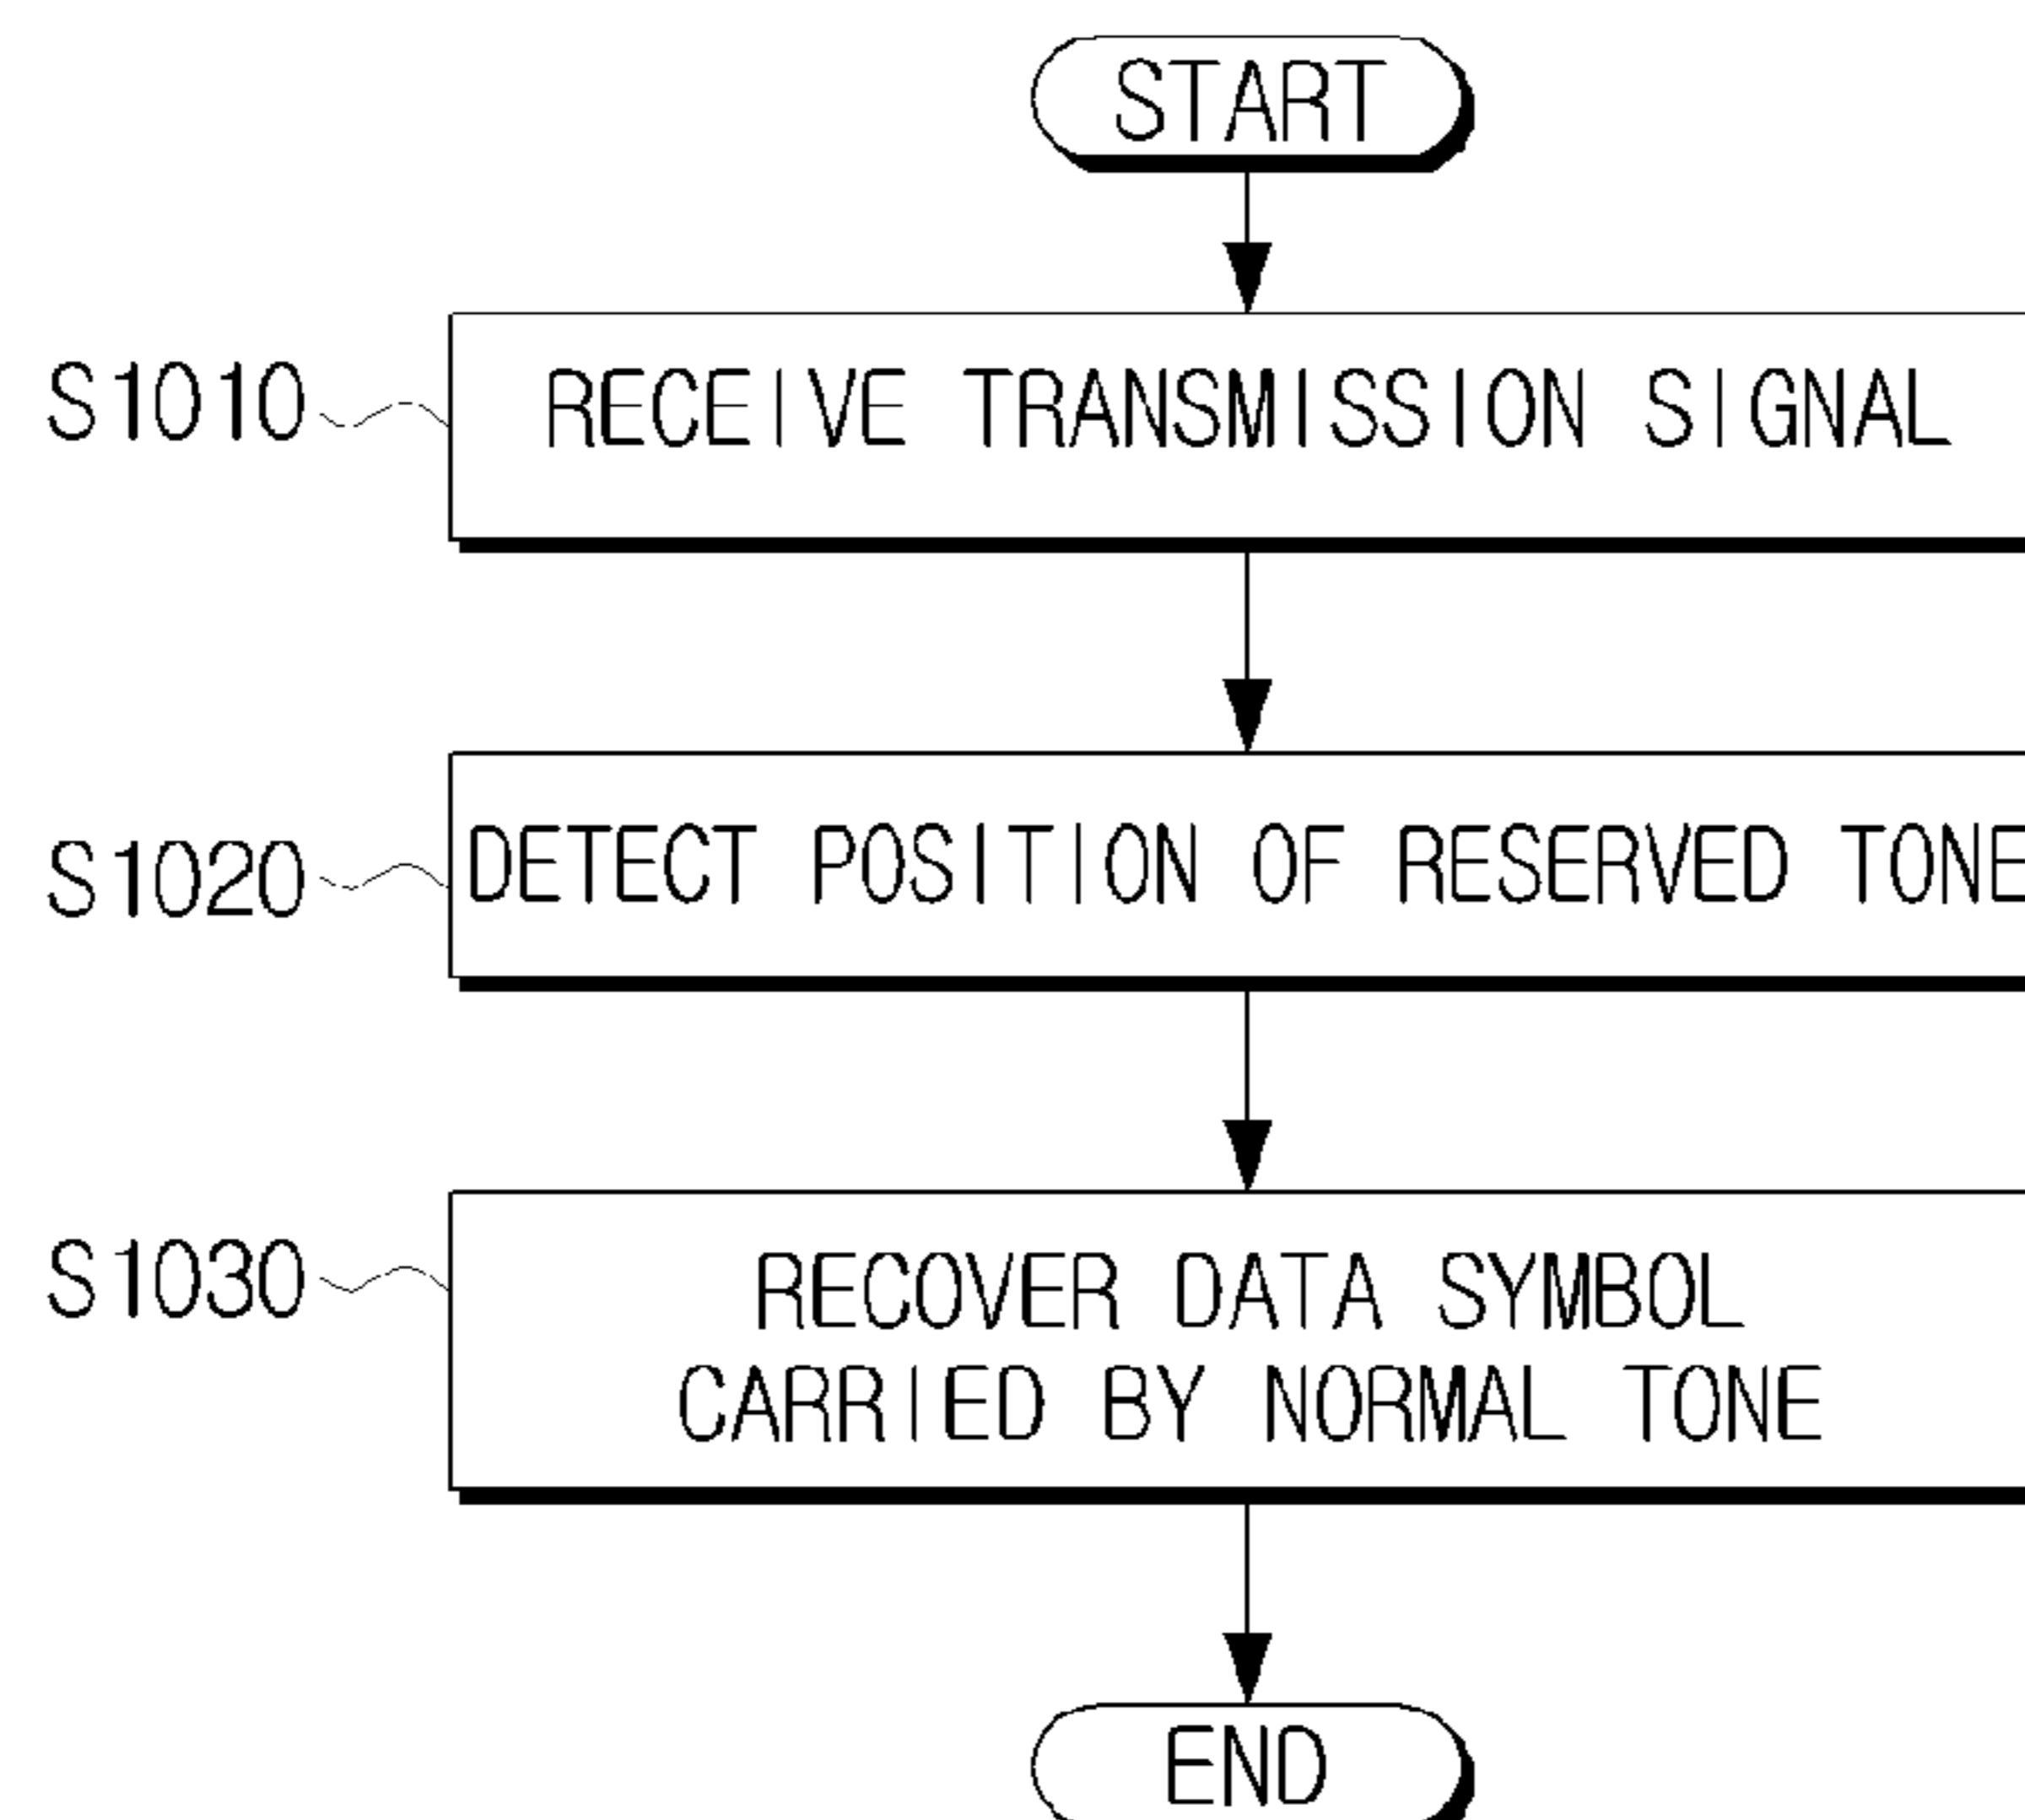 START
S1010 RECEIVE TRANSMISSION SIGNAL
S1020 DETECT POSITION OF RESERVED TONE
S1030 RECOVER DATA SYMBOL
CARRIED BY NORMAL TONE
END